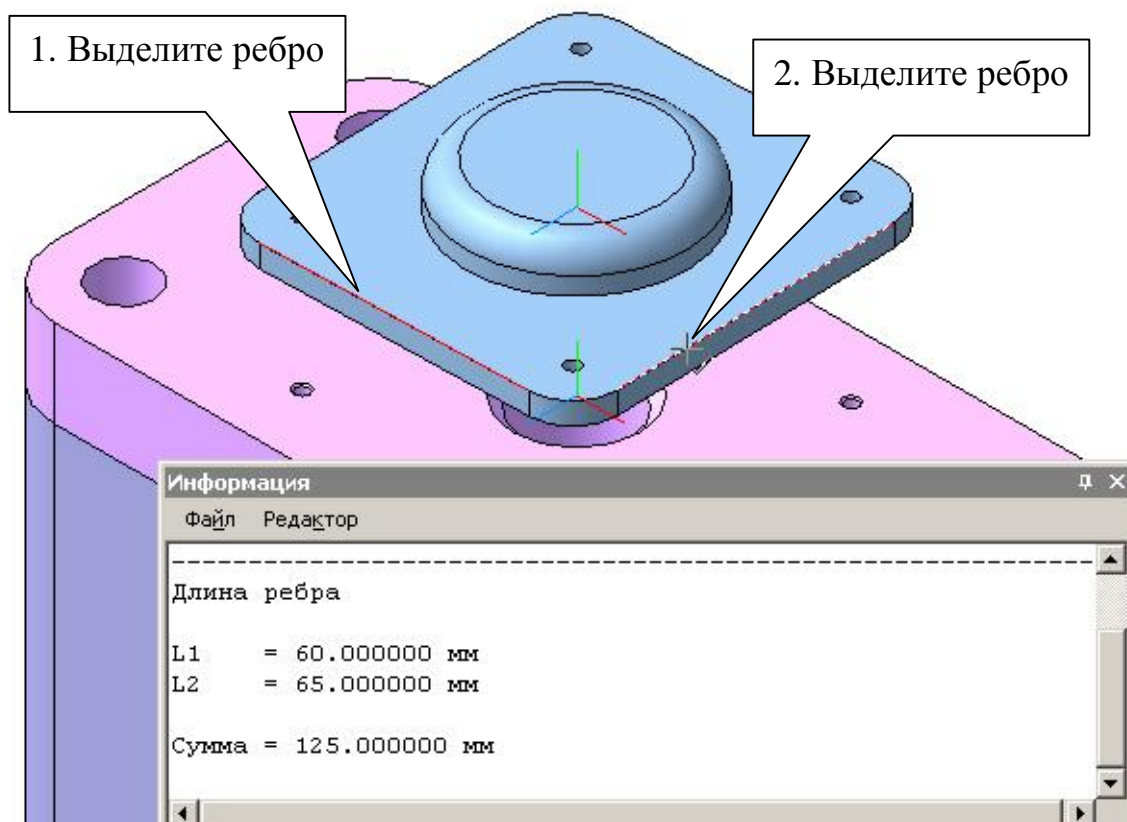 1. Выделите ребро
2. Выделите ребро
Информация
Файл Редактор
Длина ребра
L1 = 60.000000 мм
L2 = 65.000000 мм
Сумма = 125.000000 мм